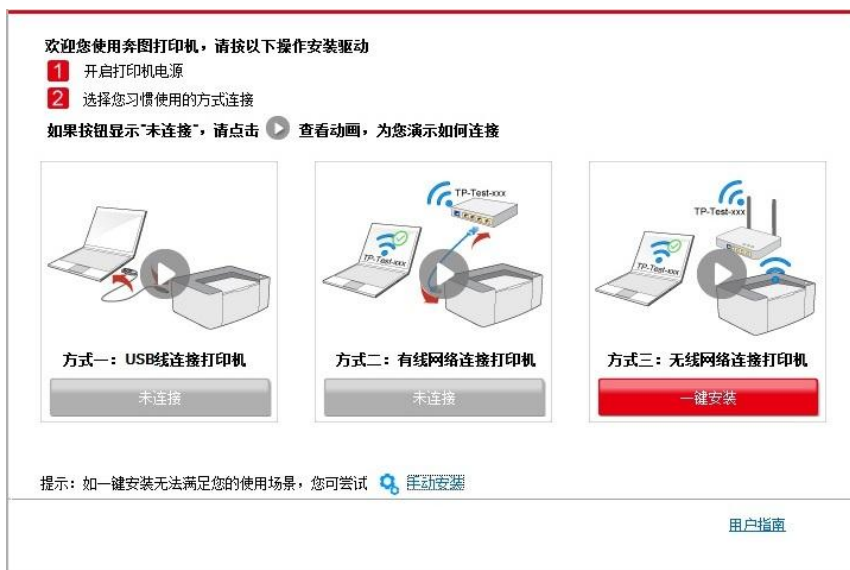 欢迎您使用奔图打印机，请按以下操作安装驱动
1 开启打印机电源
2 选择您习惯使用的方式连接
如果按钮显示"未连接"，请点击 查看动画，为您演示如何连接
TP-Test-xxx
TP-Test-xxx
TP-Test-xxx
TP-Test-xxx
方式一：USB线连接打印机
方式二：有线网络连接打印机
方式三：无线网络连接打印机
未连接
未连接
一键安装
提示：如一键安装无法满足您的使用场景，您可尝试 手动安装
用户指南